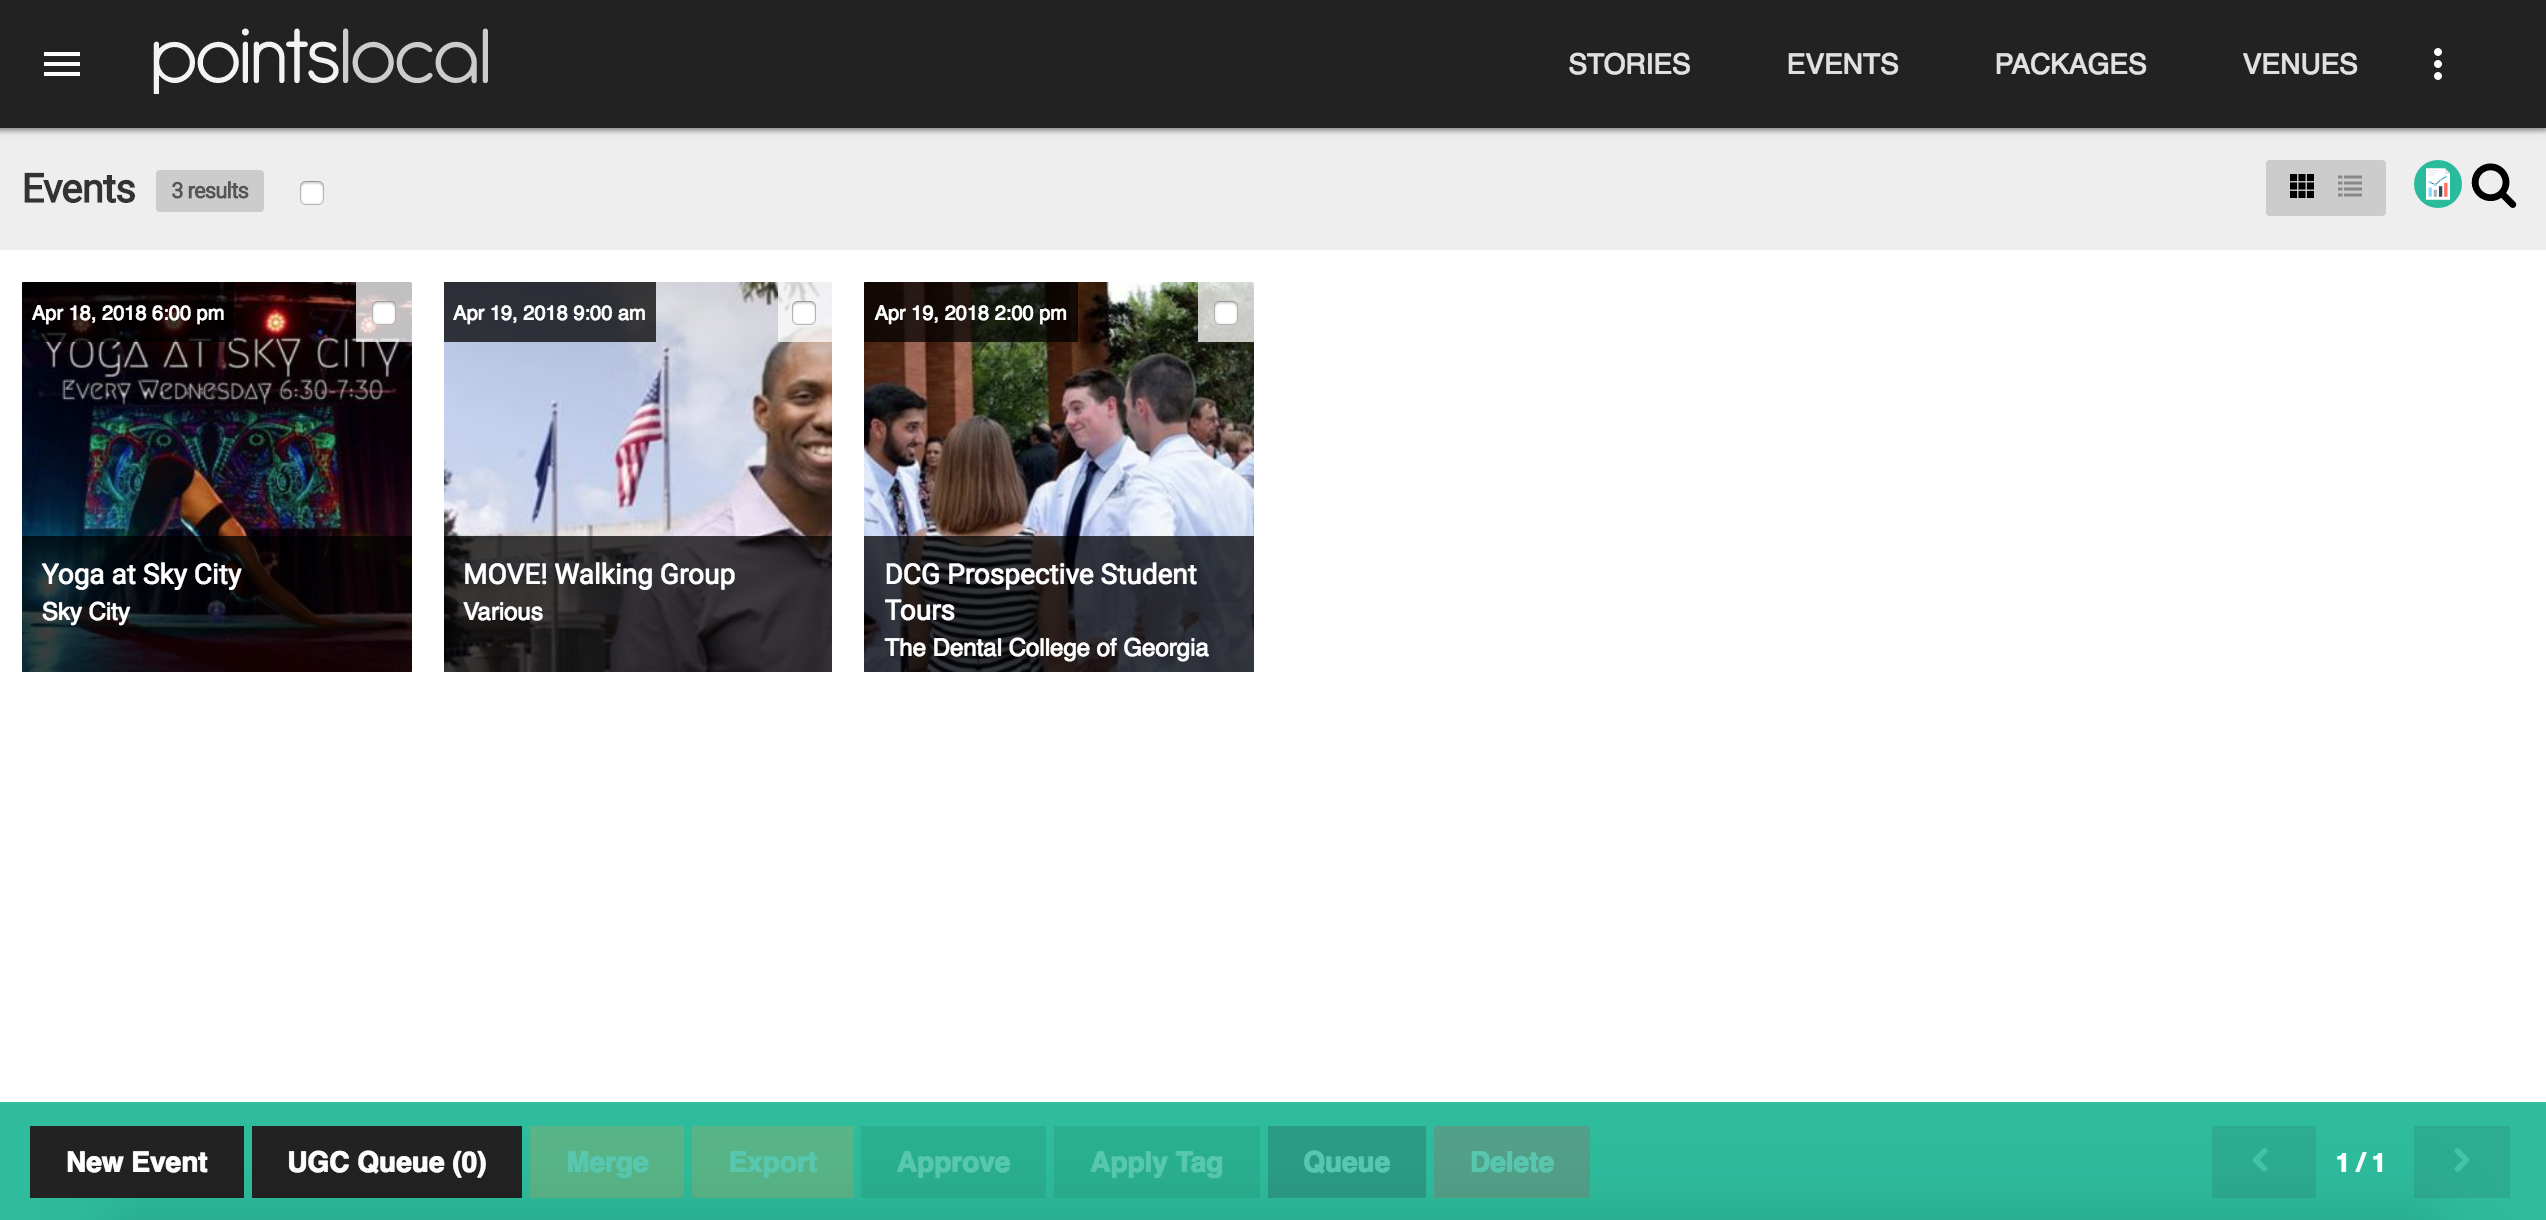 pointslocal
STORIES
EVENTS
PACKAGES
VENUES
Events
3 results
Apr 18, 2018 6:00 pm
YOGA AT SKY CITY
EVERY WEDNESDAY 6:30-7:30
Yoga at Sky City
Sky City
Apr 19, 2018 9:00 am
MOVE! Walking Group
Various
Apr 19, 2018 2:00 pm
DCG Prospective Student
Tours
The Dental College of Georgia
New Event
UGC Queue (0)
Merge
Export
Approve
Apply Tag
Queue
Delete
1 / 1